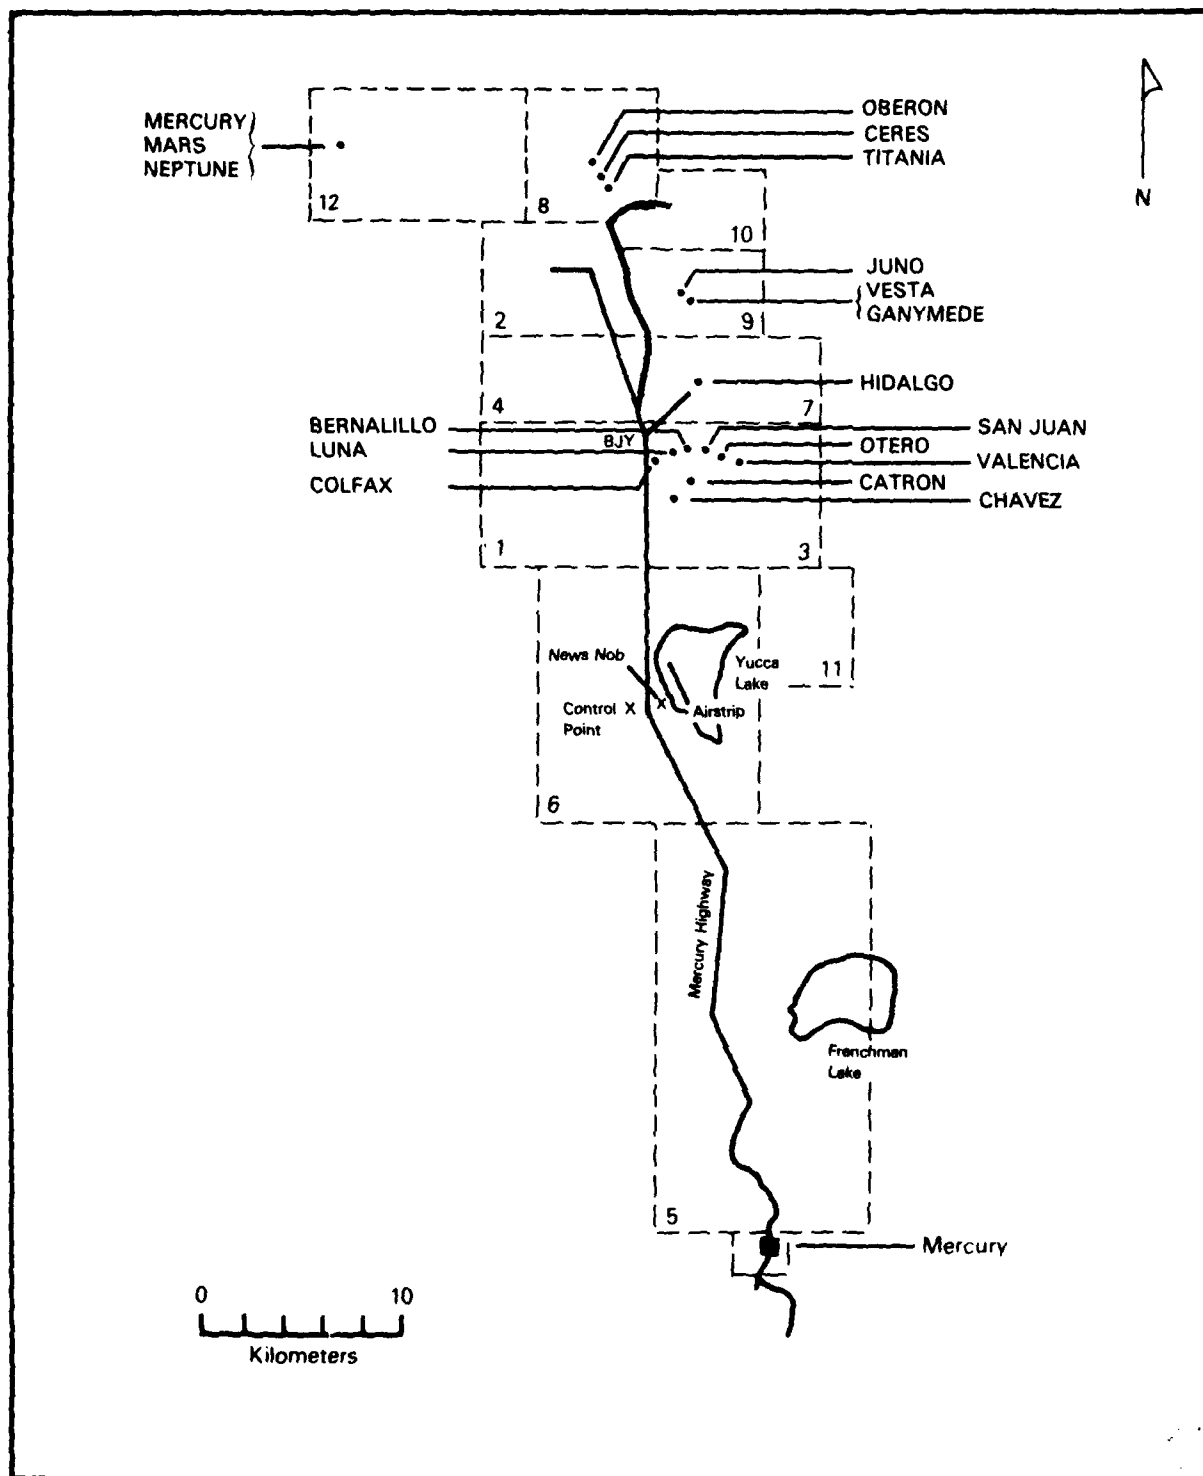 MERCURY
MARS
NEPTUNE
OBERON
CERES
TITANIA
N
12
8
10
JUNO
VESTA
GANYMEDE
2
9
HIDALGO
4
7
BERNALILLO
LUNA
COLFAX
BJY
SAN JUAN
OTERO
VALENCIA
CATRON
CHAVEZ
1
3
News Nob
Yucca
Lake
11
Control X
Point
X
Airstrip
6
Mercury Highway
Frenchman
Lake
5
Mercury
0 10
Kilometers